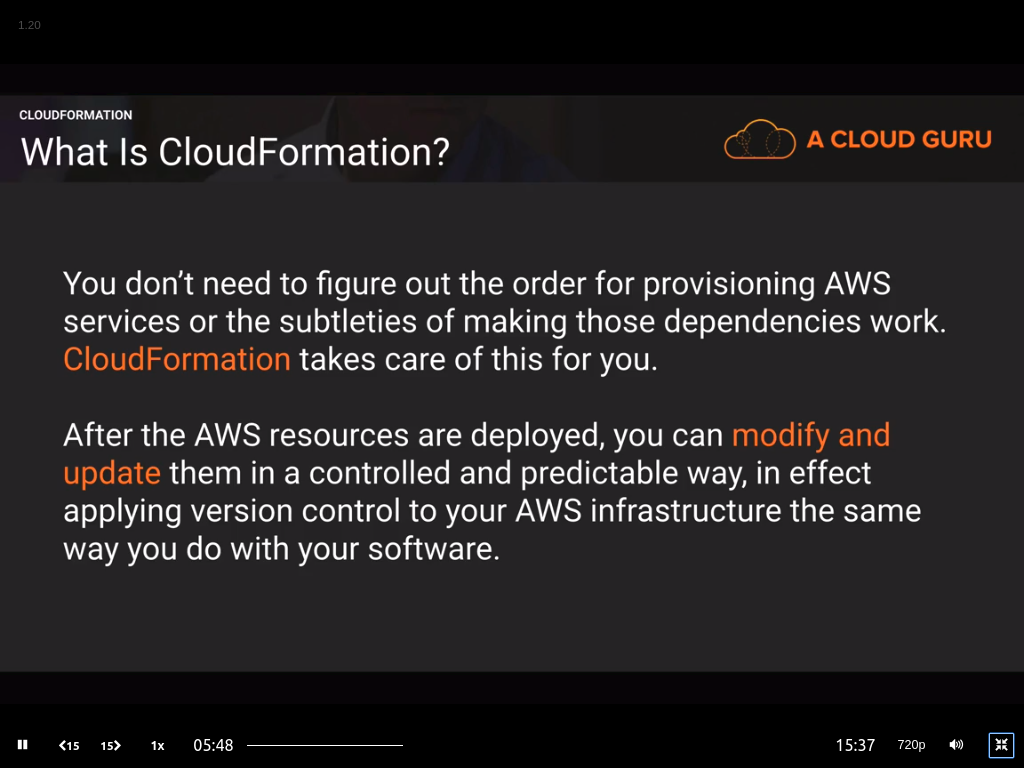 1.20
CLOUDFORMATION
What Is CloudFormation?
A CLOUD GURU
You don’t need to figure out the order for provisioning AWS
services or the subtleties of making those dependencies work.
CloudFormation takes care of this for you.
After the AWS resources are deployed, you can modify and
update them in a controlled and predictable way, in effect
applying version control to your AWS infrastructure the same
way you do with your software.
15 15 1x 05:48 15:37 720p